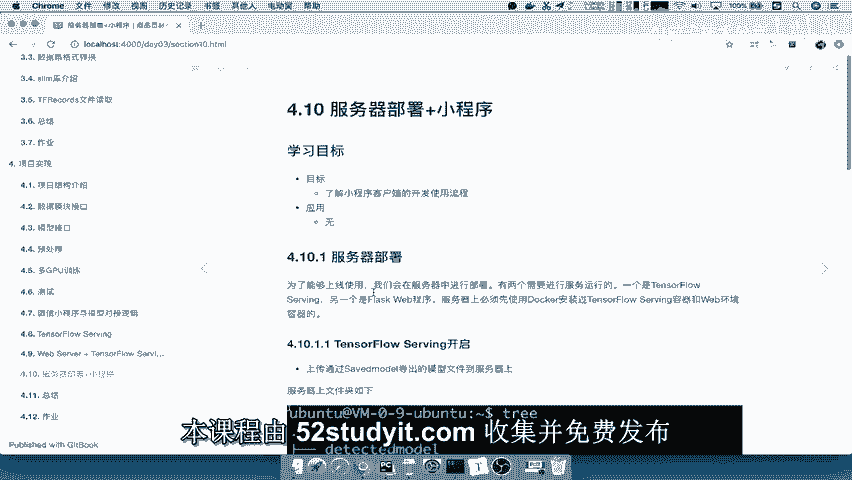 Chrome 文件 修改 视图 历史记录 书签 其他人 电动窗 帮助
100%
服务器部署+小程序
localhost:4000/day03/section10.html
3.3. 数据集格式转换
3.4. slim库介绍
3.5. TFRecords文件读取
3.6. 总结
3.7. 作业
4. 项目实现
4.1. 项目结构介绍
4.2. 数据模块接口
4.3. 模型接口
4.4. 预处理
4.5. 多GPU训练
4.6. 测试
4.7. 微信小程序与模型对接逻辑
4.8. TensorFlow Serving
4.9. Web Server + TensorFlow Servi...
4.10. 服务器部署+小程序
4.11. 总结
4.12. 作业
Published with GitBook
4.10 服务器部署+小程序
学习目标
目标
了解小程序客户端的开发使用流程
应用
无
4.10.1 服务器部署
为了能够上线使用，我们会在服务器中进行部署。有两个需要进行服务运行的。一个是TensorFlow
Serving，另一个是Flask Web程序。服务器上必须先使用Docker安装过TensorFlow Serving容器和Web环境
容器的。
4.10.1.1 TensorFlow Serving开启
上传通过Savedmodel导出的模型文件到服务器上
服务器上文件夹如下
ubuntu@VM-0-9-ubuntu:~$ tree
detectedmodel
本课程由 52studyit.com 收集并免费发布